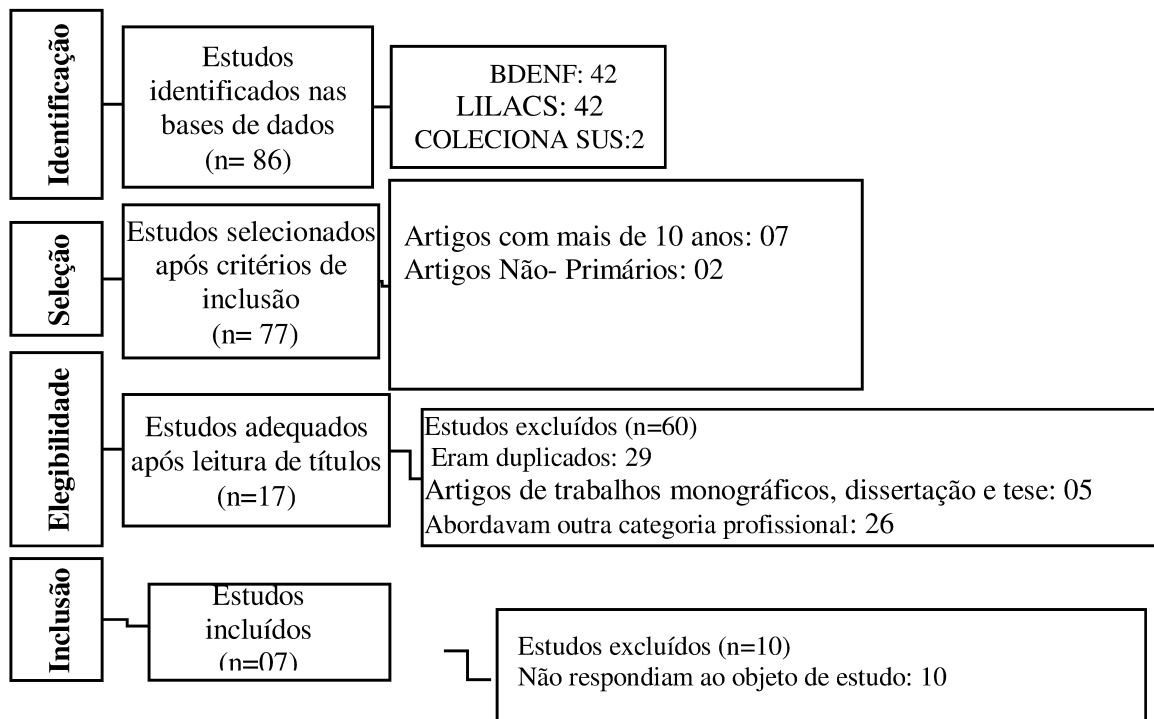 Identificação
Estudos
identificados nas
bases de dados
(n= 86)
BDENF: 42
LILACS: 42
COLECIONA SUS:2
Seleção
Estudos selecionados
após critérios de
inclusão
(n= 77)
Artigos com mais de 10 anos: 07
Artigos Não- Primários: 02
Elegibilidade
Estudos adequados
após leitura de títulos
(n=17)
Estudos excluídos (n=60)
Eram duplicados: 29
Artigos de trabalhos monográficos, dissertação e tese: 05
Abordavam outra categoria profissional: 26
Inclusão
Estudos
incluídos
(n=07)
Estudos excluídos (n=10)
Não respondiam ao objeto de estudo: 10